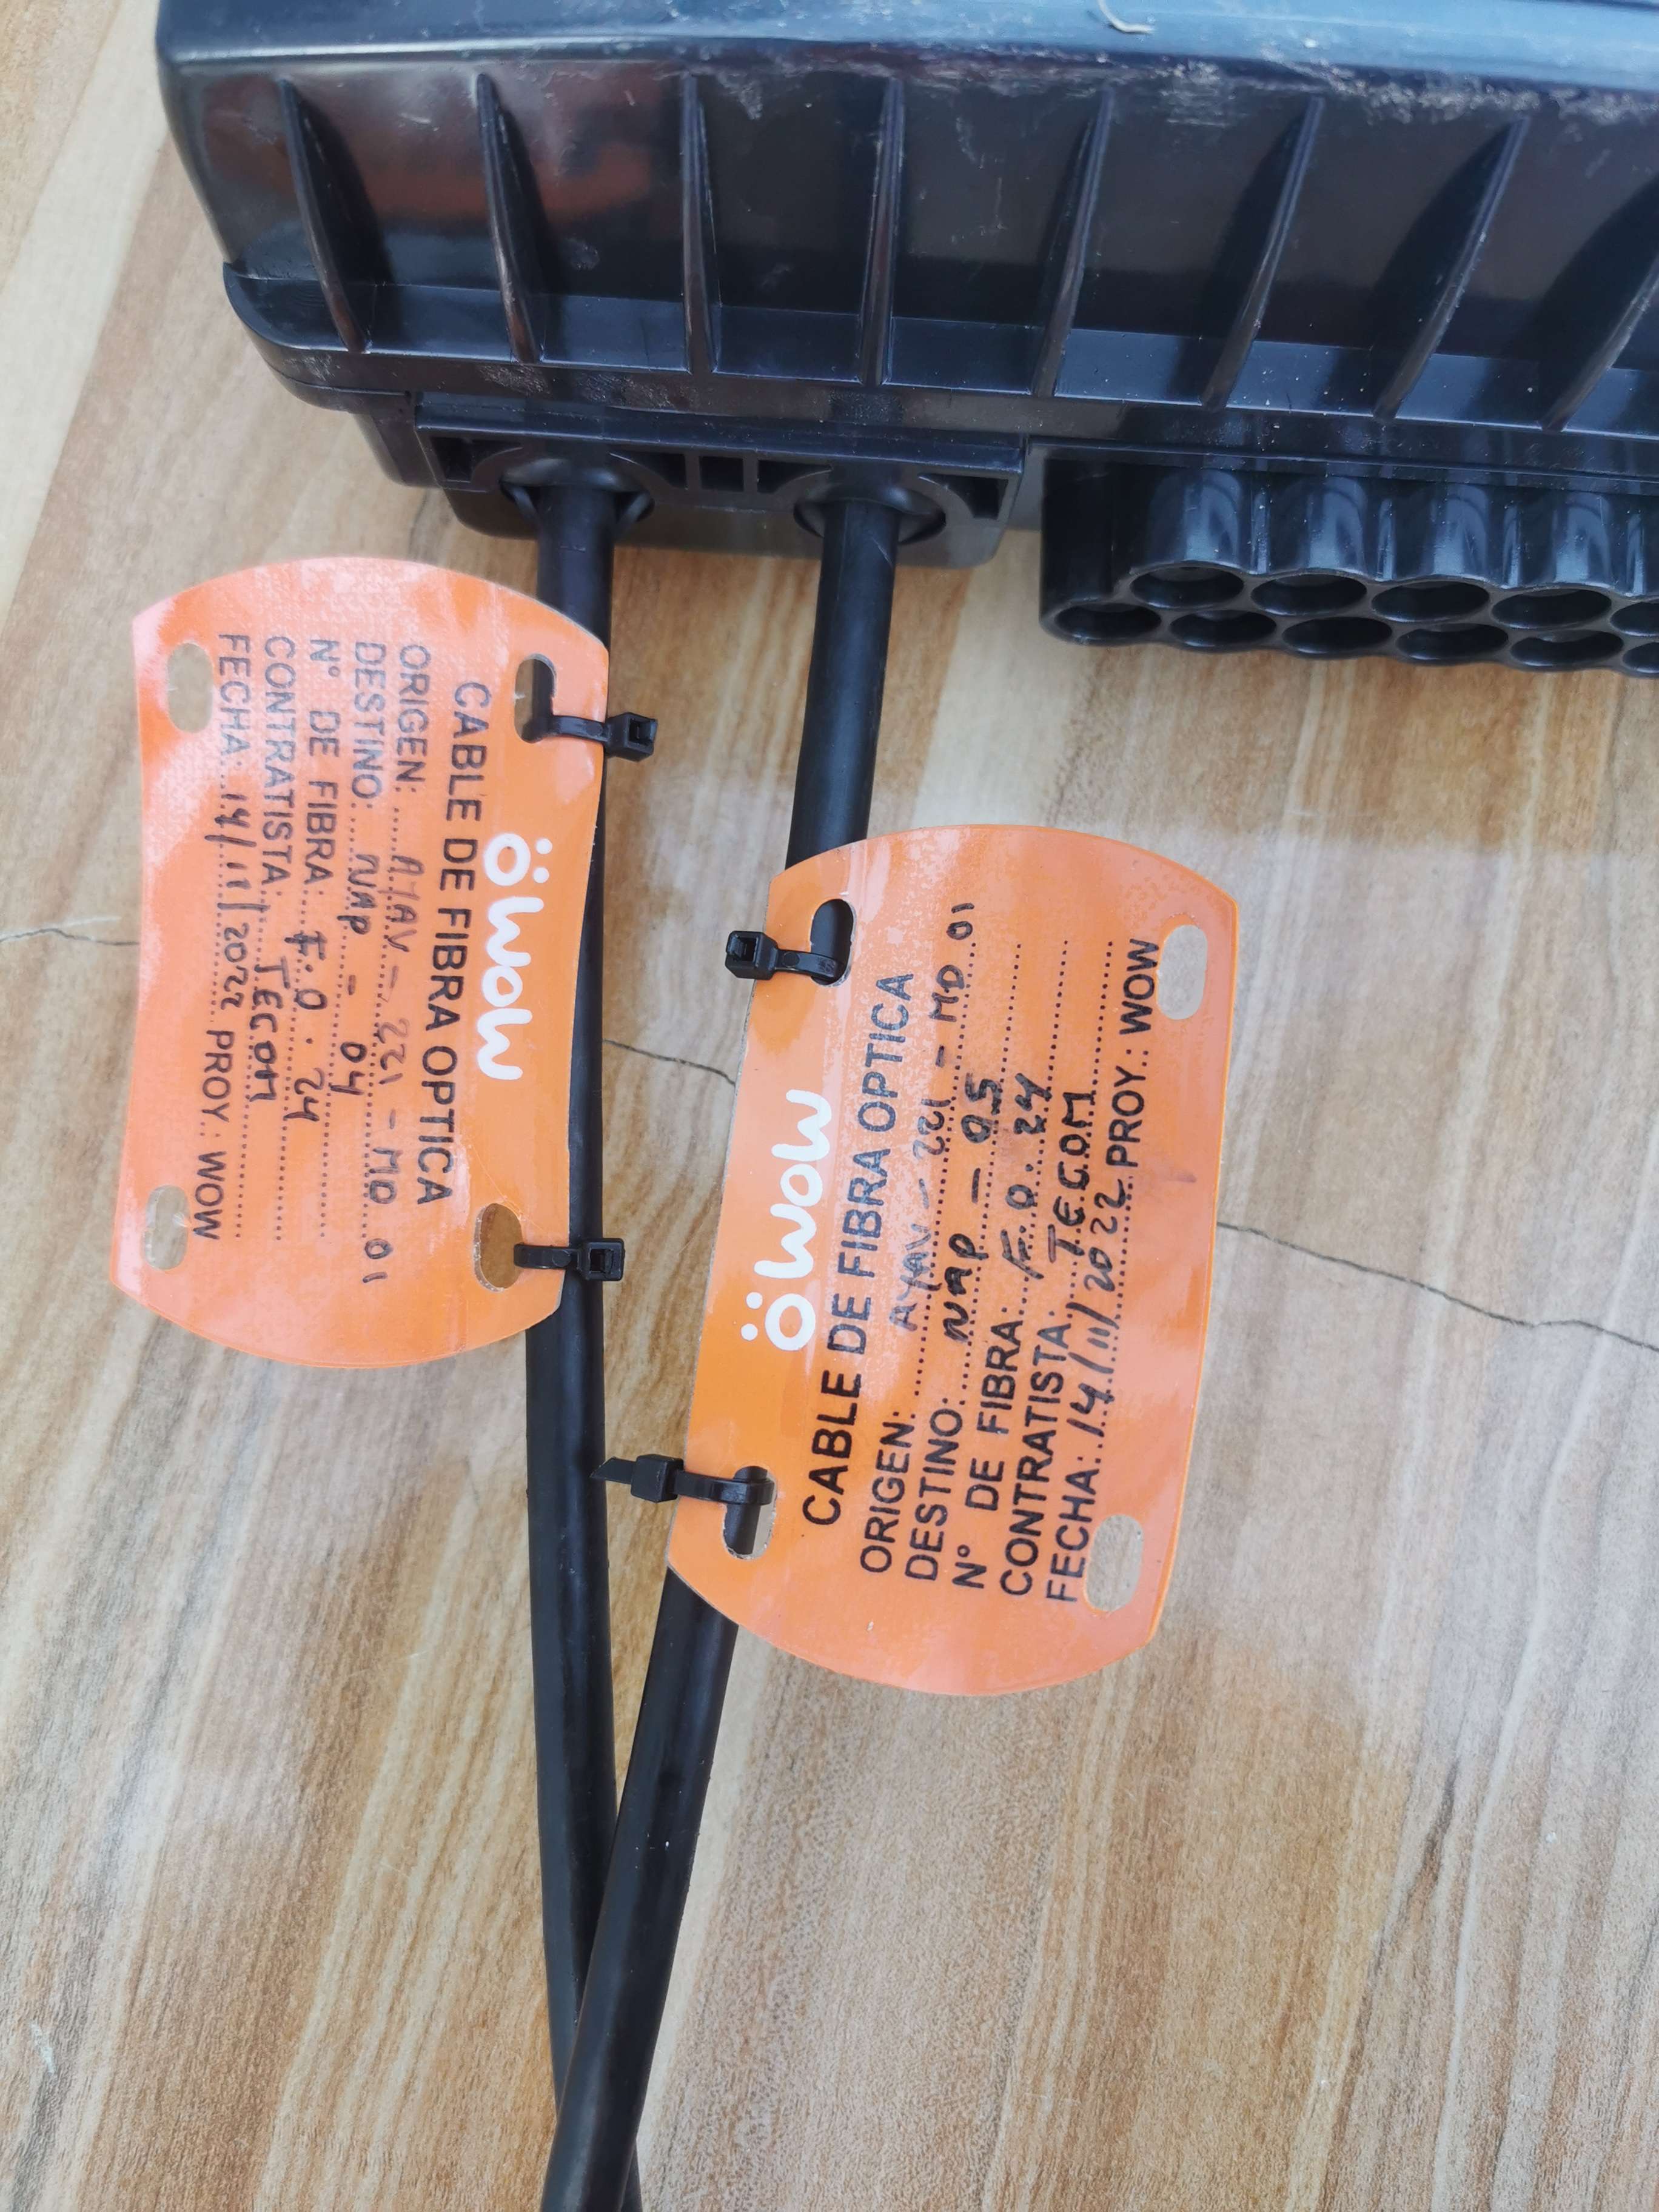 wow
CABLE DE FIBRA OPTICA
ORIGEN: AYAV - 221 - MD 01
DESTINO: NAP - 04
N° DE FIBRA: F.O. 24
CONTRATISTA: TECOM
FECHA: 14/11/2022 PROY.: WOW
wow
CABLE DE FIBRA OPTICA
ORIGEN: AYAV - 221 - MD 01
DESTINO: NAP - 05
N° DE FIBRA: F.O. 24
CONTRATISTA: TECOM
FECHA: 14/11/2022 PROY: WOW